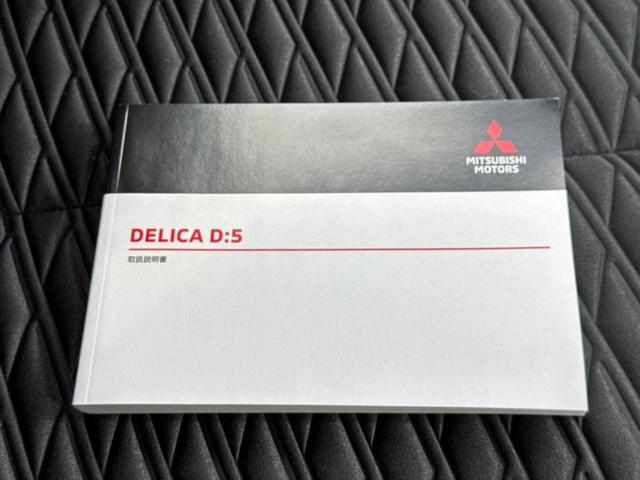 MITSUBISHI
MOTORS
DELICA D:5
取扱説明書